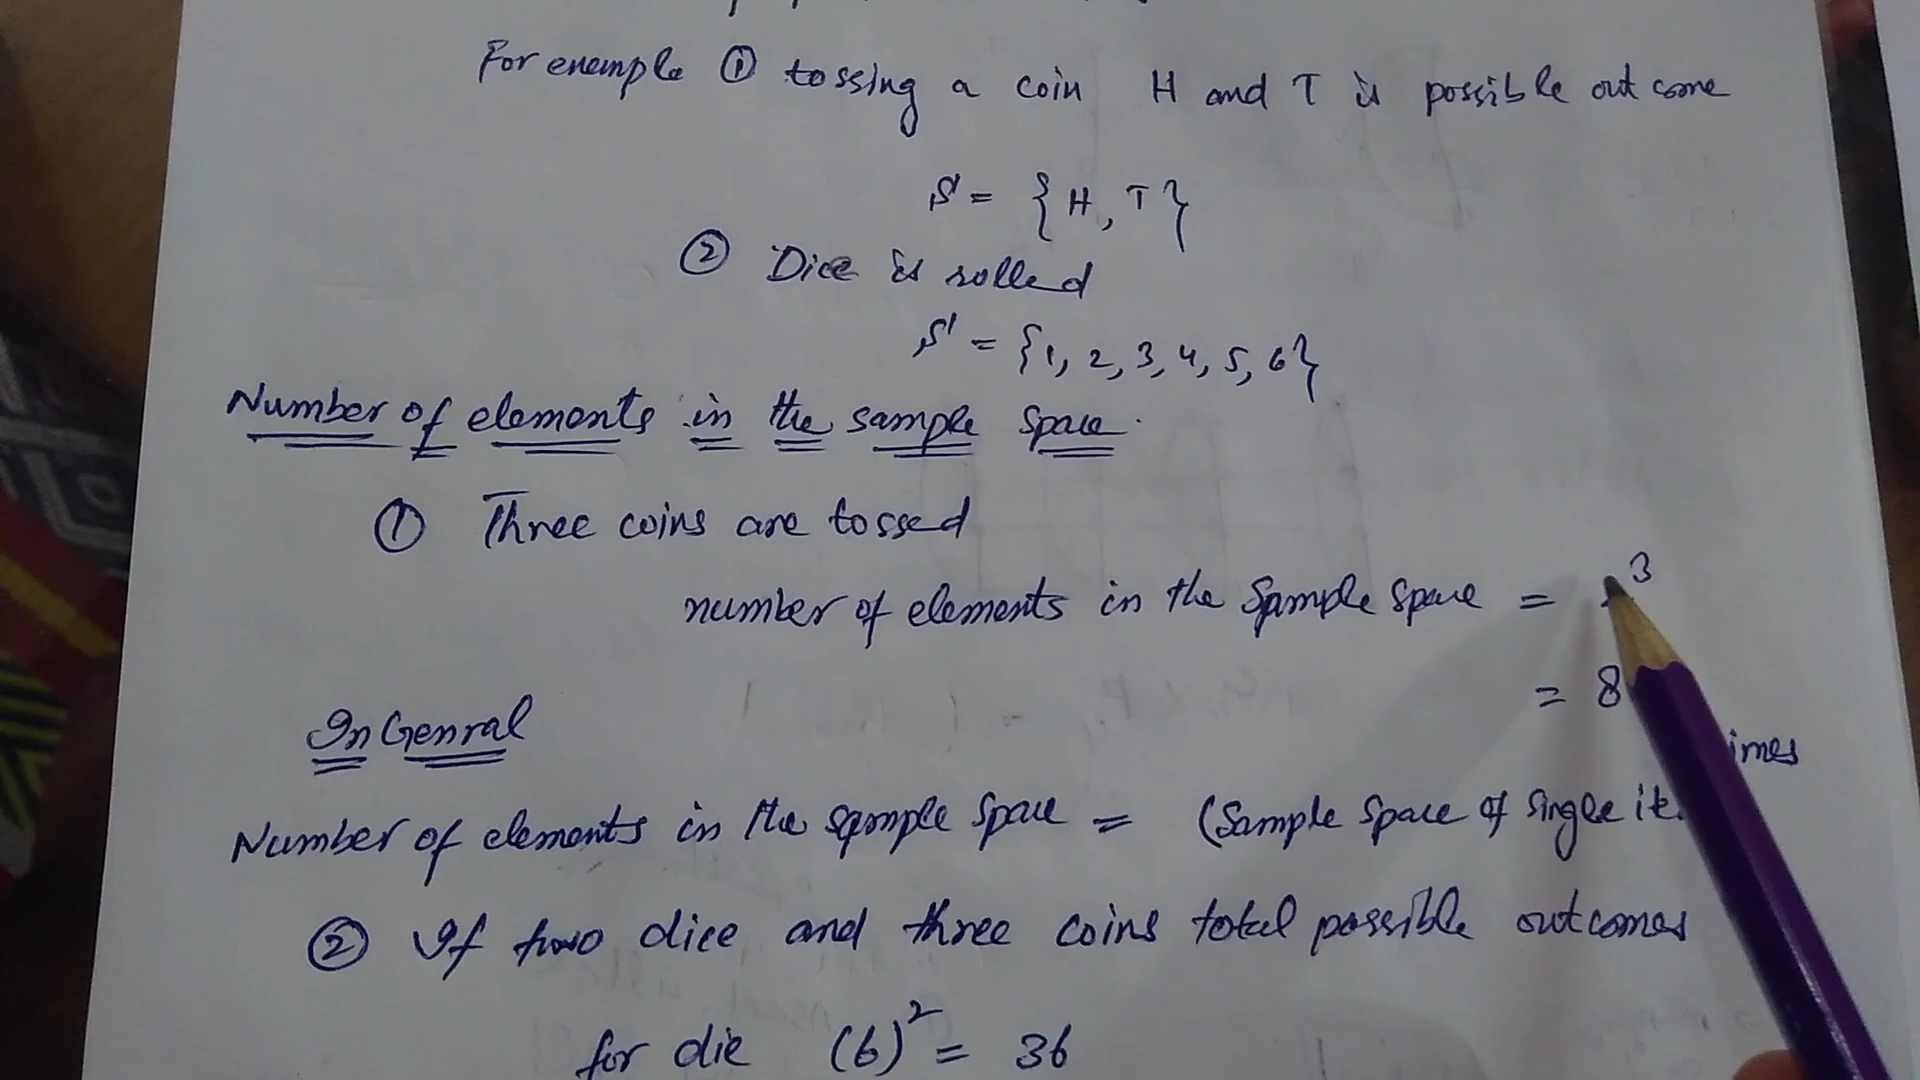 For enemple ① tossing a coin H and T is possible out come
S = {H, T}
② Dice is rolled
S = {1, 2, 3, 4, 5, 6}
Number of elements in the sample space.
① Three coins are tossed
number of elements in the Sample space = 3
= 8
In Genral
imes
Number of elements in the sample space = (Sample space of single
② If two dice and three coins total possible outcomes
for die (6)² = 36